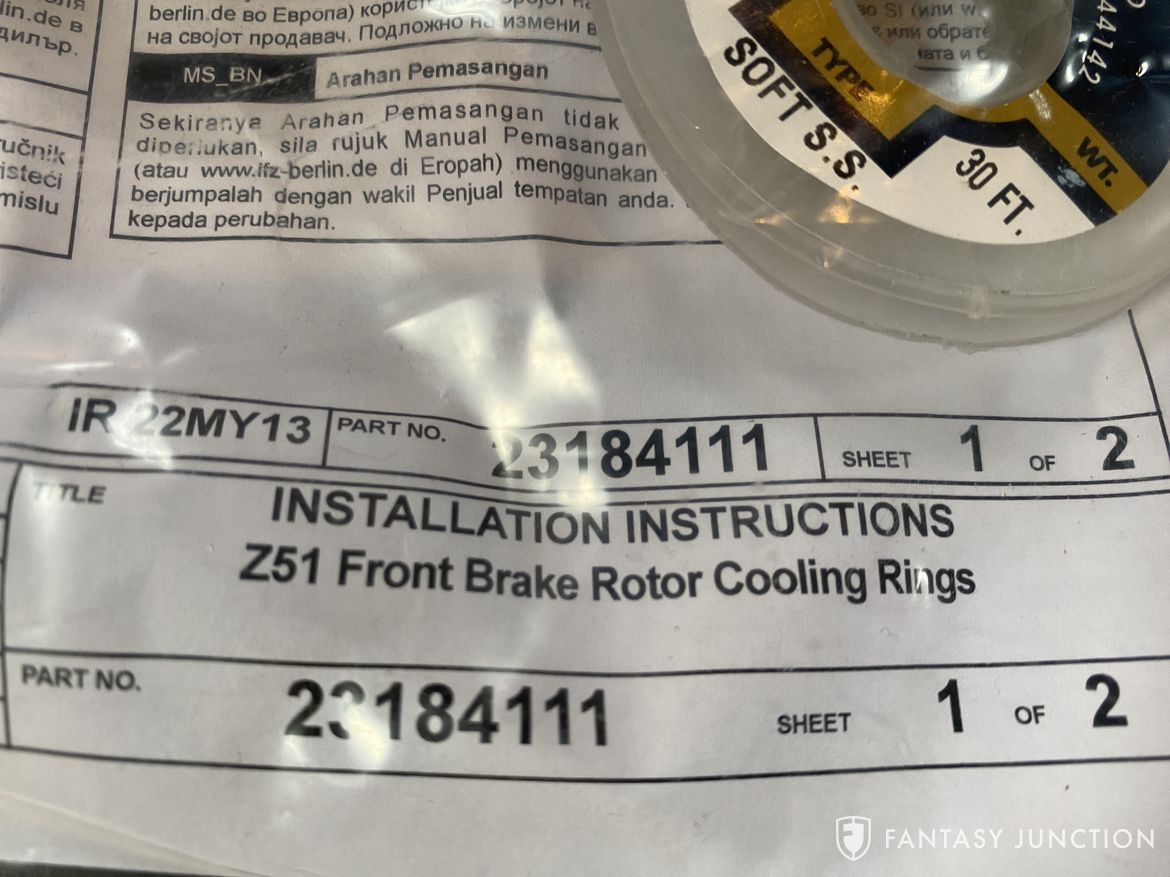 lin.de в
дилър.
učnik
isteći
mislu
berlin.de во Европа)
на својот продавач. Подложно на измени
MS_BN
Arahan Pemasangan
Sekiranya Arahan Pemasangan tidak
diperlukan, sila rujuk Manual Pemasangan
(atau www.ifz-berlin.de di Eropah) menggunakan
berjumpalah dengan wakil Penjual tempatan anda.
kepada perubahan.
TYPE
SOFT S.S.
30 FT.
WT.
44142
IR 22MY13
PART NO.
23184111
SHEET 1 OF 2
TITLE
INSTALLATION INSTRUCTIONS
Z51 Front Brake Rotor Cooling Rings
PART NO.
23184111
SHEET 1 OF 2
FANTASY JUNCTION